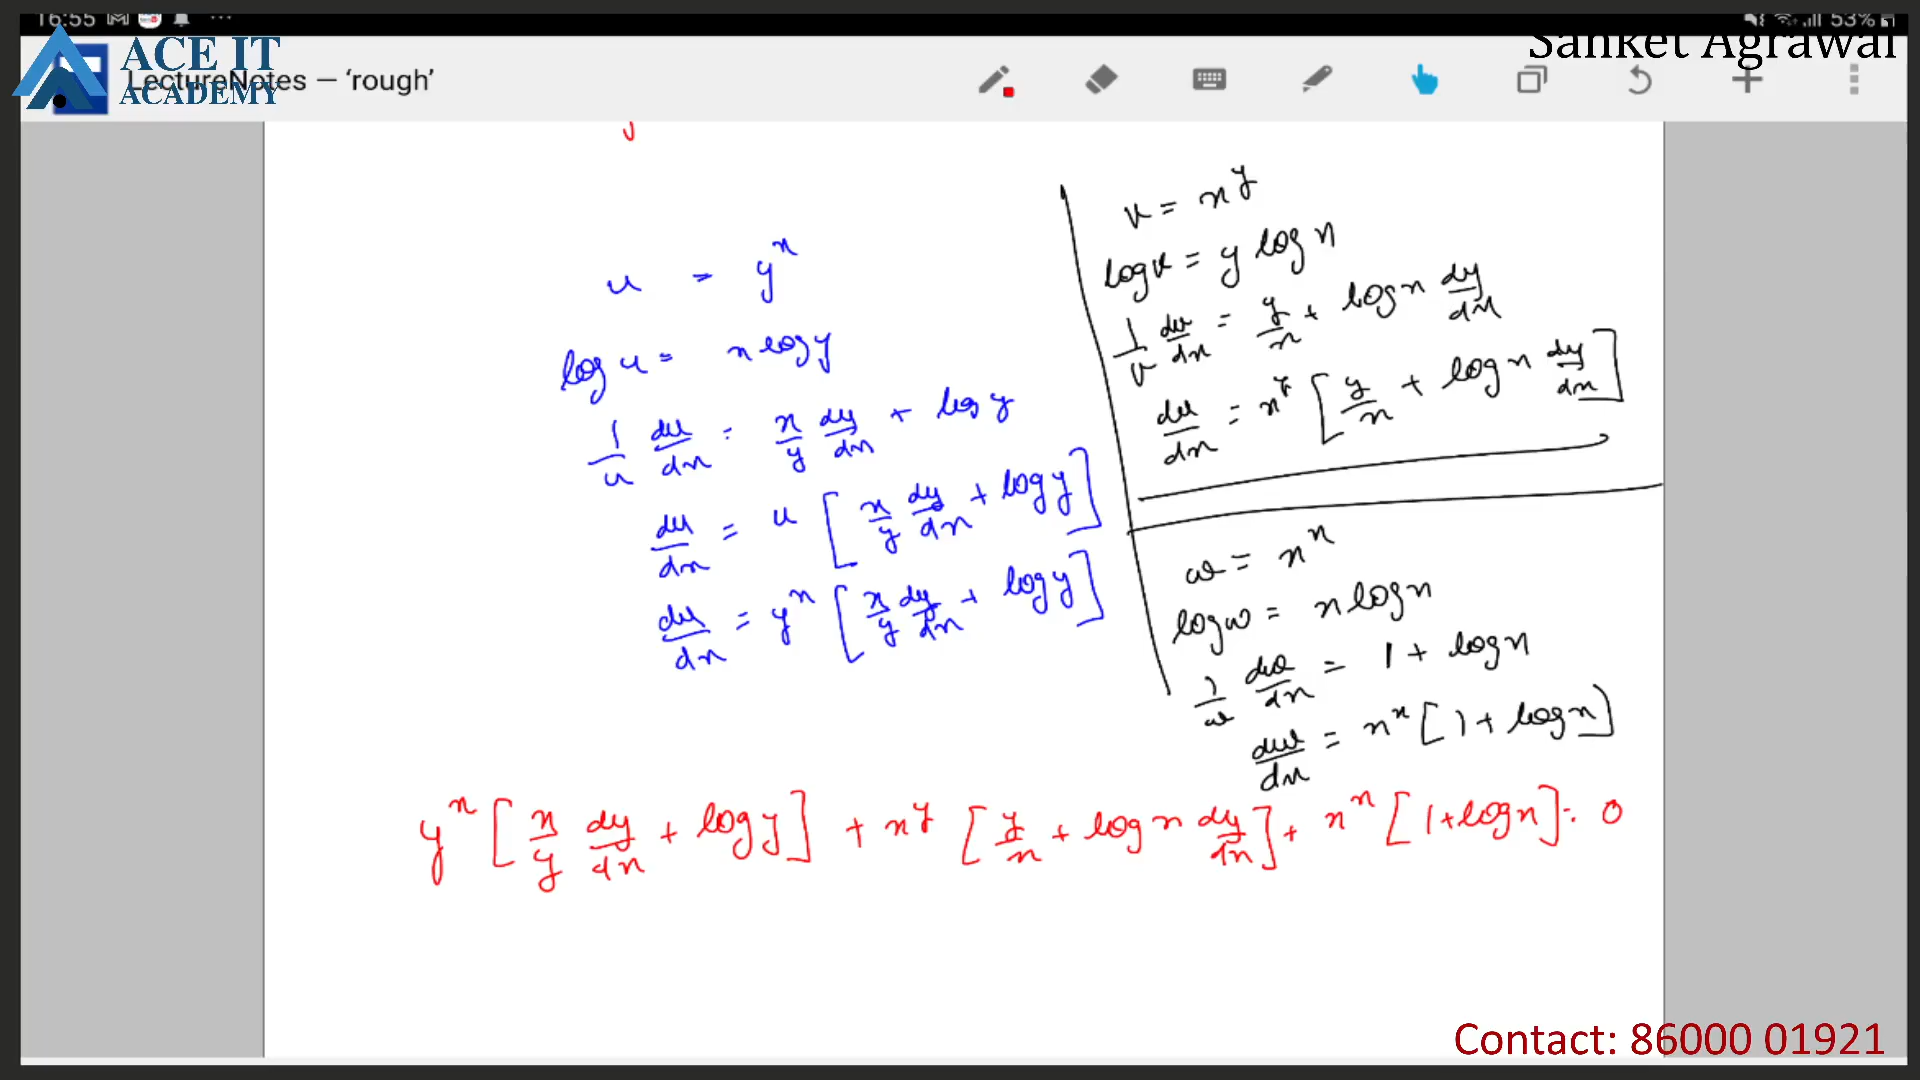 16:55
53%
ACE IT
ACADEMY
LectureNotes — ‘rough’
Sanket Agrawal
u = y^x
log u = x log y
1/u du/dx = x/y dy/dx + log y
du/dx = u [x/y dy/dx + log y]
du/dx = y^x [x/y dy/dx + log y]
v = x^y
log v = y log x
1/v dv/dx = y/x + log x dy/dx
dv/dx = x^y [y/x + log x dy/dx]
w = x^x
log w = x log x
1/w dw/dx = 1 + log x
dw/dx = x^x [1 + log x]
y^x [x/y dy/dx + log y] + x^y [y/x + log x dy/dx] + x^x [1 + log x] = 0
Contact: 86000 01921